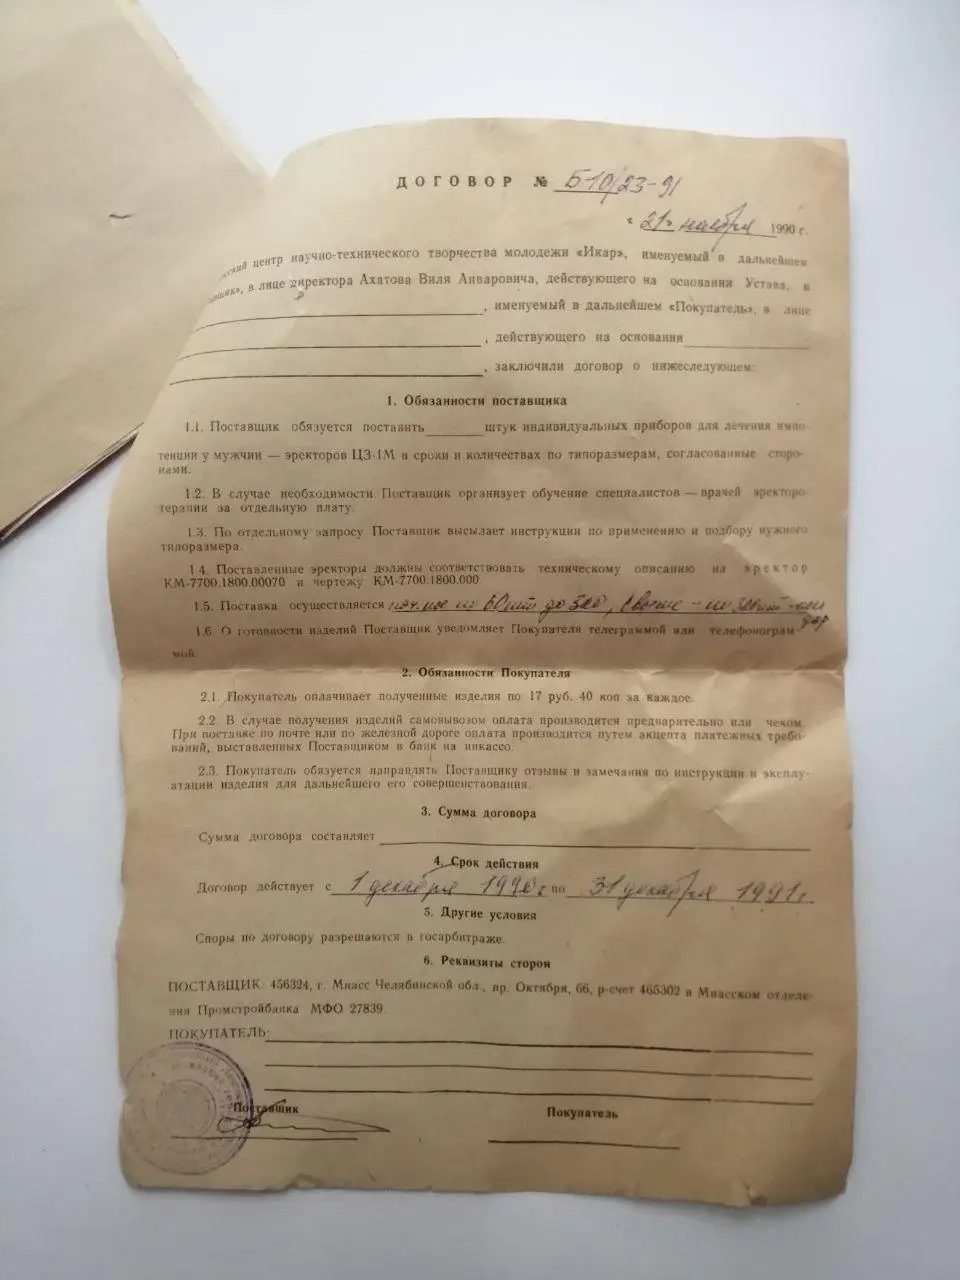 ДОГОВОР № Б-10/23-91
« 21 » ноября 1990 г.
центр научно-технического творчества молодежи «Икар», именуемый в дальнейшем
в лице директора Ахатова Виля Анваровича, действующего на основании Устава, и
, именуемый в дальнейшем «Покупатель», в лице
, действующего на основании
, заключили договор о нижеследующем:
1. Обязанности поставщика
1.1. Поставщик обязуется поставить штук индивидуальных приборов для лечения импо-
тенции у мужчин — эректоров ЦЗ-1М в сроки и количествах по типоразмерам, согласованные сторо-
нами.
1.2. В случае необходимости Поставщик организует обучение специалистов — врачей эректоро-
терапии за отдельную плату.
1.3. По отдельному запросу Поставщик высылает инструкции по применению и подбору нужного
типоразмера.
1.4. Поставленные эректоры должны соответствовать техническому описанию на эректор
КМ-7700.1800.00070 и чертежу КМ-7700.1800.000
1.5. Поставка осуществляется по 60 шт до 300, свыше —
1.6. О готовности изделий Поставщик уведомляет Покупателя телеграммой или телефонограм-
мой.
2. Обязанности Покупателя
2.1. Покупатель оплачивает полученные изделия по 17 руб. 40 коп за каждое.
2.2 В случае получения изделий самовывозом оплата производится предварительно или чеком.
При поставке по почте или по железной дороге оплата производится путем акцепта платежных требо-
ваний, выставленных Поставщиком в банк на инкассо.
2.3. Покупатель обязуется направлять Поставщику отзывы и замечания по инструкции и эксплу-
атации изделия для дальнейшего его совершенствования.
3. Сумма договора
Сумма договора составляет
4. Срок действия
Договор действует с 1 декабря 1990 г по 31 декабря 1991 г
5. Другие условия
Споры по договору разрешаются в госарбитраже.
6. Реквизиты сторон
ПОСТАВЩИК: 456324, г. Миасс Челябинской обл., пр. Октября, 66, р-счет 465302 в Миасском отделе-
нии Промстройбанка МФО 27839.
ПОКУПАТЕЛЬ:
Поставщик Покупатель